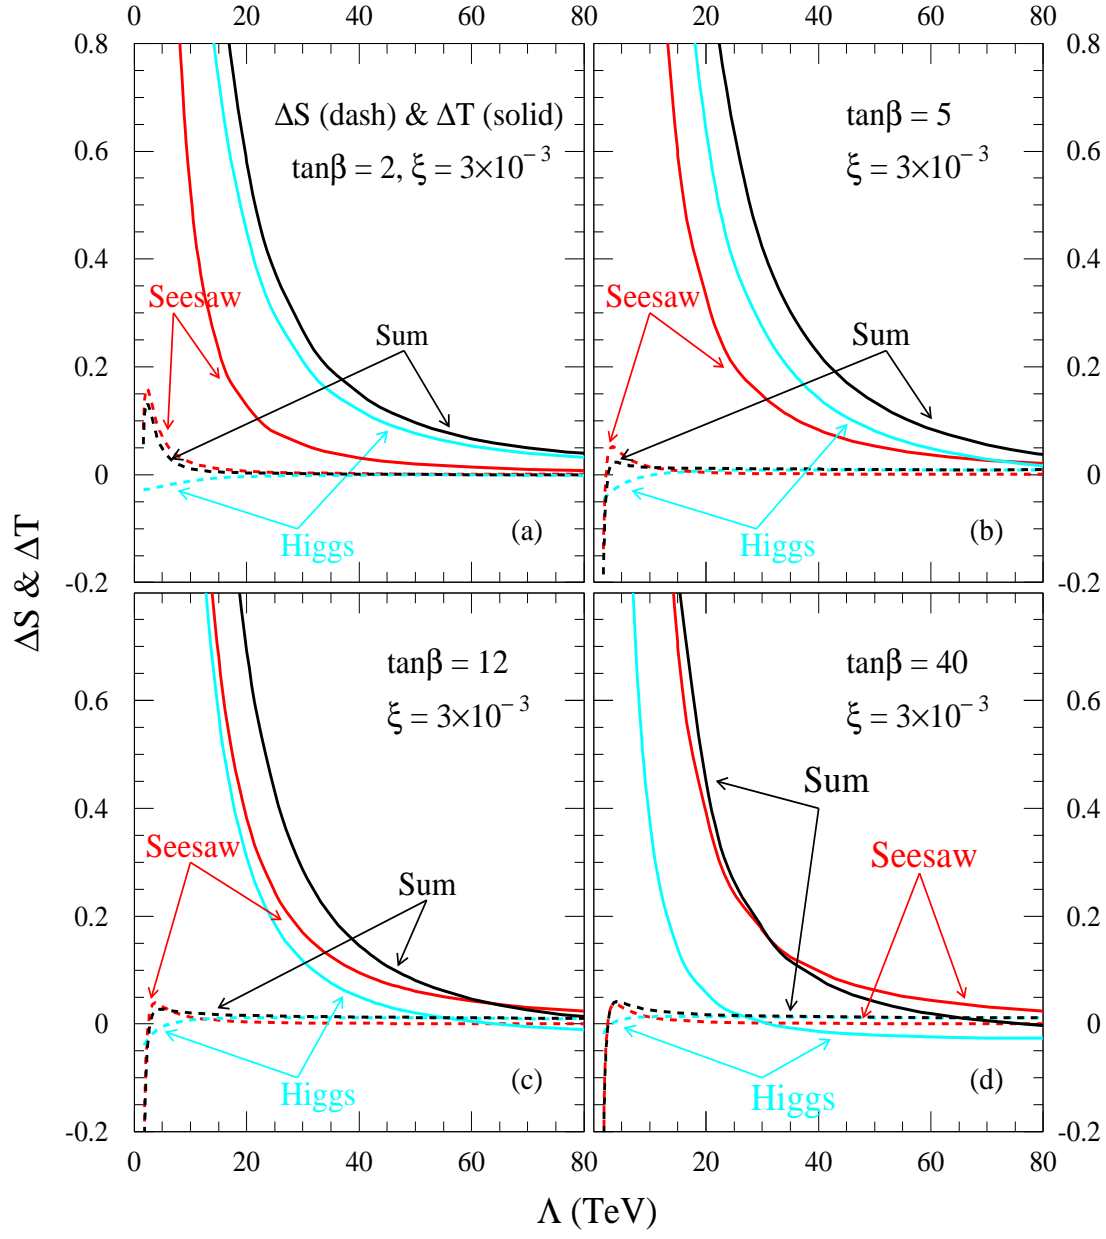 0 20 40 60 80 20 40 60 80
0.8 0.8
ΔS (dash) & ΔT (solid) tanβ = 5
0.6 0.6
tanβ = 2, ξ = 3×10⁻³ ξ = 3×10⁻³
0.4 0.4
Seesaw Seesaw
Sum Sum
0.2 0.2
0 0
Higgs (a) Higgs (b)
-0.2 -0.2
ΔS & ΔT
tanβ = 12 tanβ = 40
0.6 0.6
ξ = 3×10⁻³ ξ = 3×10⁻³
Sum
0.4 0.4
Seesaw Seesaw
Sum
0.2 0.2
0 0
Higgs (c) Higgs (d)
-0.2 -0.2
0 20 40 60 80 20 40 60 80
Λ (TeV)